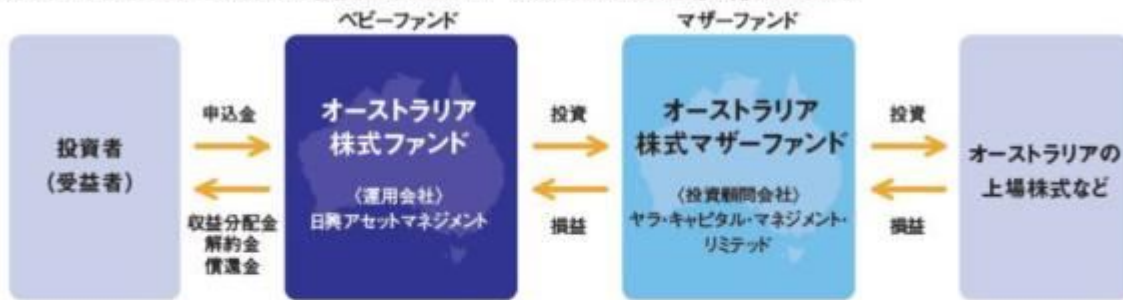 ベビーファンド
マザーファンド
投資者
(受益者)
申込金
収益分配金
解約金
償還金
オーストラリア
株式ファンド
〈運用会社〉
日興アセットマネジメント
投資
損益
オーストラリア
株式マザーファンド
〈投資顧問会社〉
ヤラ・キャピタル・マネジメント・
リミテッド
投資
損益
オーストラリアの
上場株式など